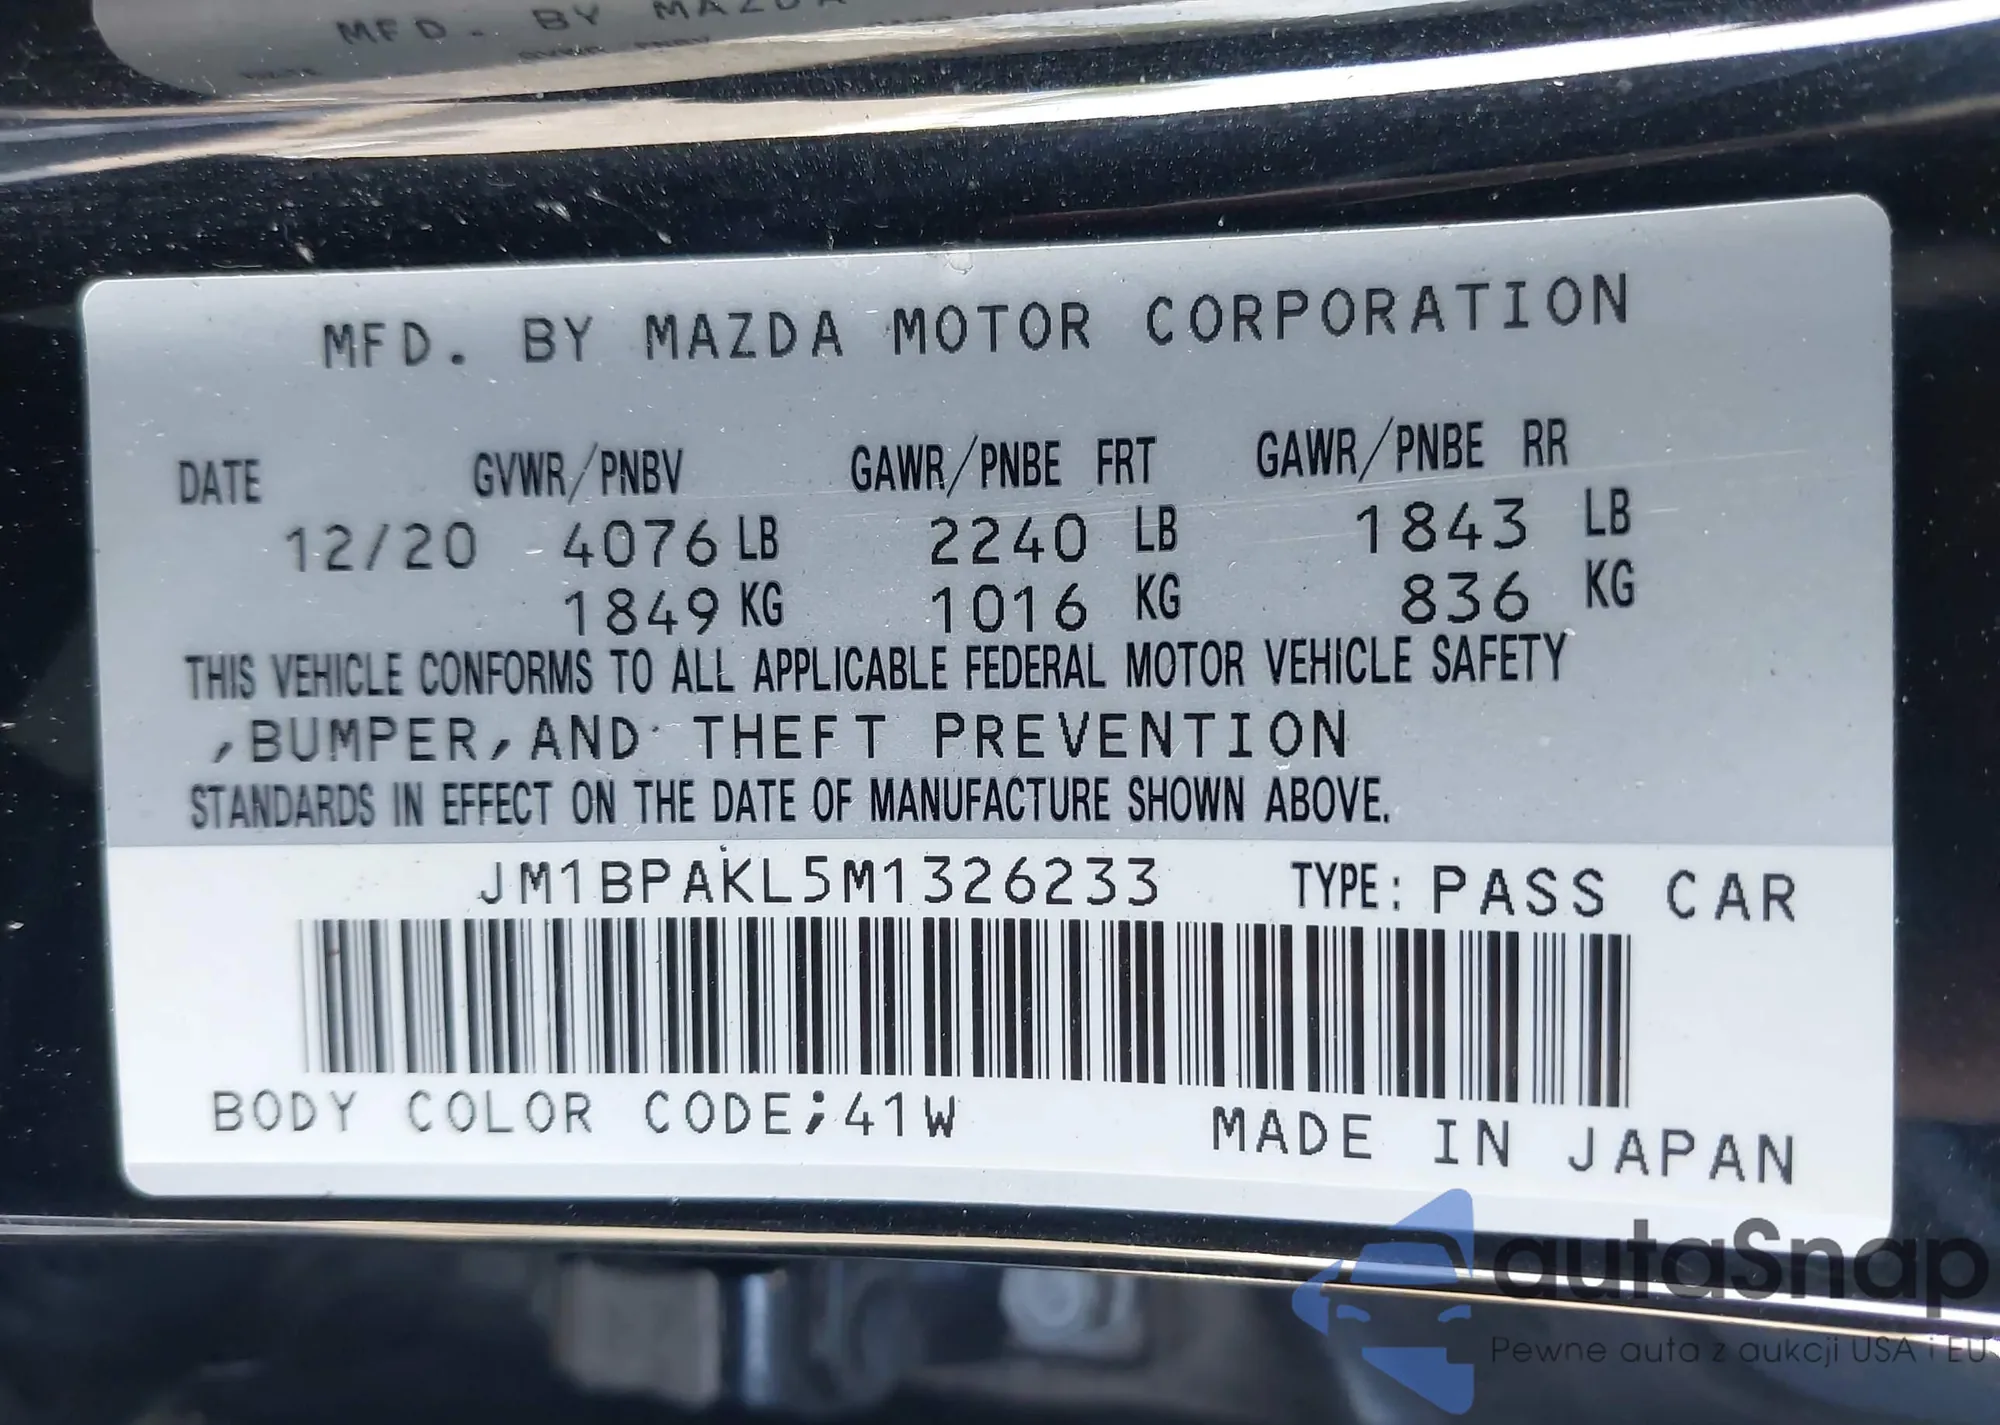 MFD. BY MAZDA
MFD. BY MAZDA MOTOR CORPORATION
DATE GVWR/PNBV GAWR/PNBE FRT GAWR/PNBE RR
12/20 4076 LB 2240 LB 1843 LB
1849 KG 1016 KG 836 KG
THIS VEHICLE CONFORMS TO ALL APPLICABLE FEDERAL MOTOR VEHICLE SAFETY
,BUMPER,AND THEFT PREVENTION
STANDARDS IN EFFECT ON THE DATE OF MANUFACTURE SHOWN ABOVE.
JM1BPAKL5M1326233 TYPE: PASS CAR
BODY COLOR CODE;41W MADE IN JAPAN
autaSnap
Pewne auta z aukcji USA i EU